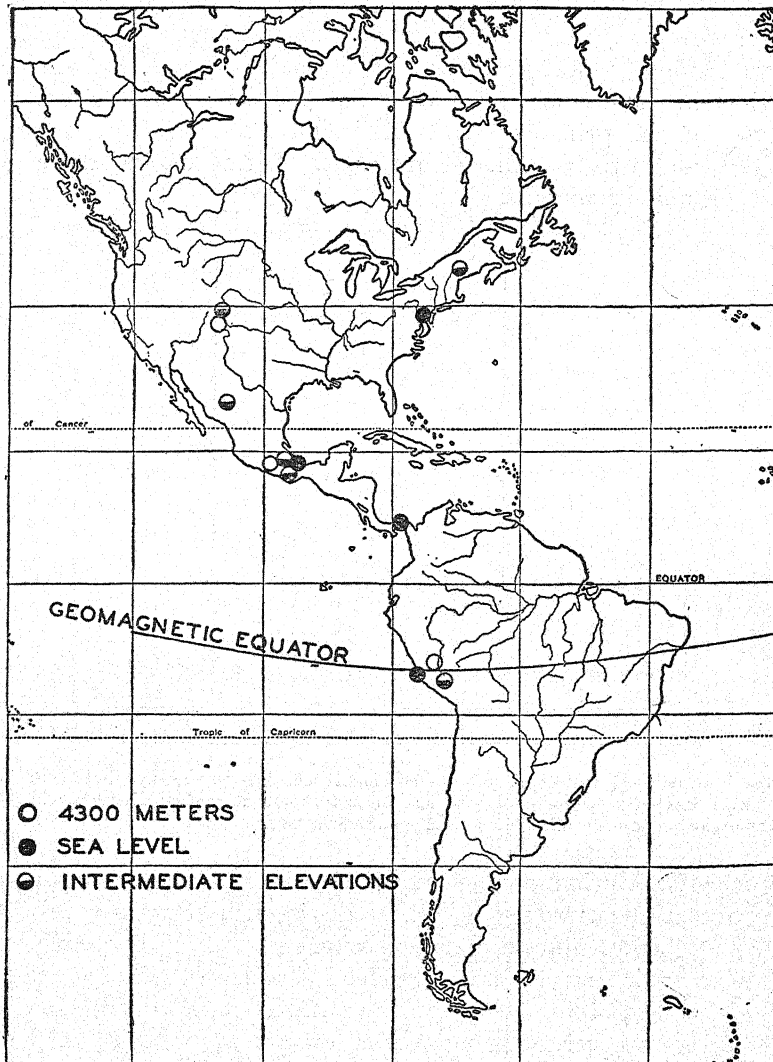 of Cancer
EQUATOR
GEOMAGNETIC EQUATOR
Tropic of Capricorn
4300 METERS
SEA LEVEL
INTERMEDIATE ELEVATIONS